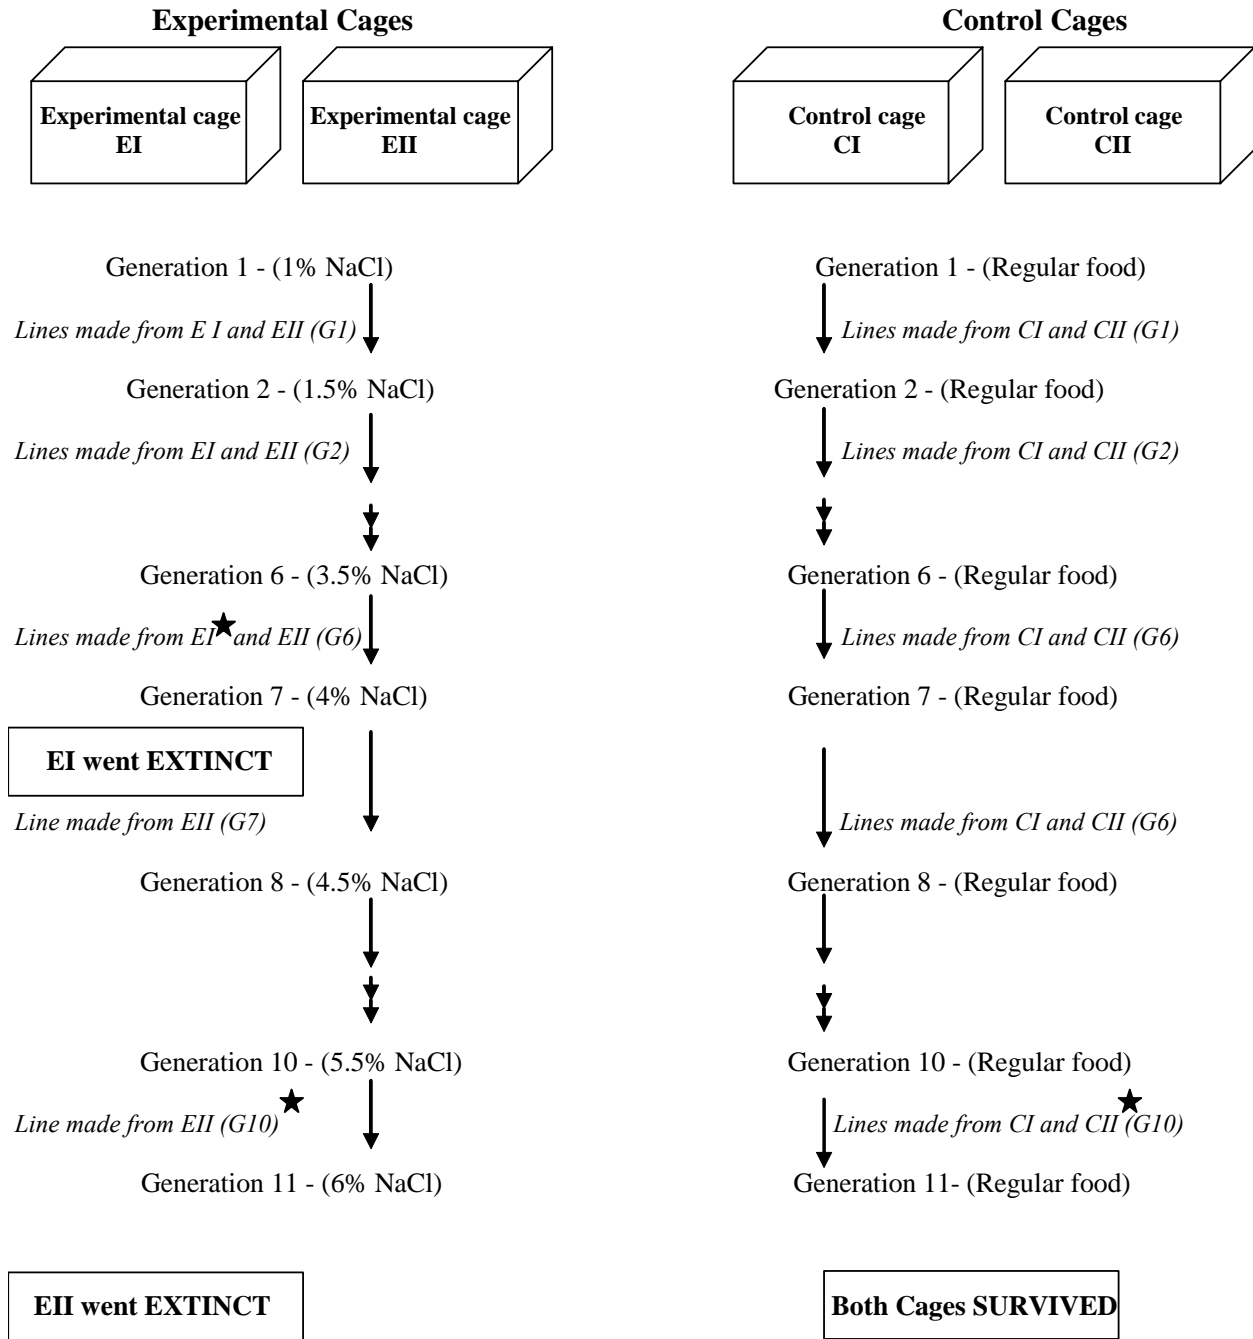 Experimental Cages
Control Cages
Experimental cage
EI
Experimental cage
EII
Control cage
CI
Control cage
CII
Generation 1 - (1% NaCl)
Generation 1 - (Regular food)
Lines made from E I and EII (G1)
Lines made from CI and CII (G1)
Generation 2 - (1.5% NaCl)
Generation 2 - (Regular food)
Lines made from EI and EII (G2)
Lines made from CI and CII (G2)
Generation 6 - (3.5% NaCl)
Generation 6 - (Regular food)
Lines made from EI★ and EII (G6)
Lines made from CI and CII (G6)
Generation 7 - (4% NaCl)
Generation 7 - (Regular food)
EI went EXTINCT
Line made from EII (G7)
Lines made from CI and CII (G6)
Generation 8 - (4.5% NaCl)
Generation 8 - (Regular food)
Generation 10 - (5.5% NaCl)
Generation 10 - (Regular food)
Line made from EII (G10)★
Lines made from CI and CII★ (G10)
Generation 11 - (6% NaCl)
Generation 11- (Regular food)
EII went EXTINCT
Both Cages SURVIVED